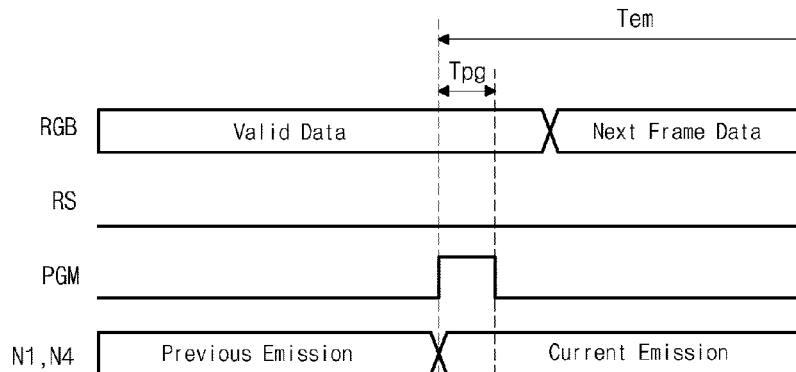 Tem
Tpg
RGB Valid Data Next Frame Data
RS
PGM
N1,N4 Previous Emission Current Emission